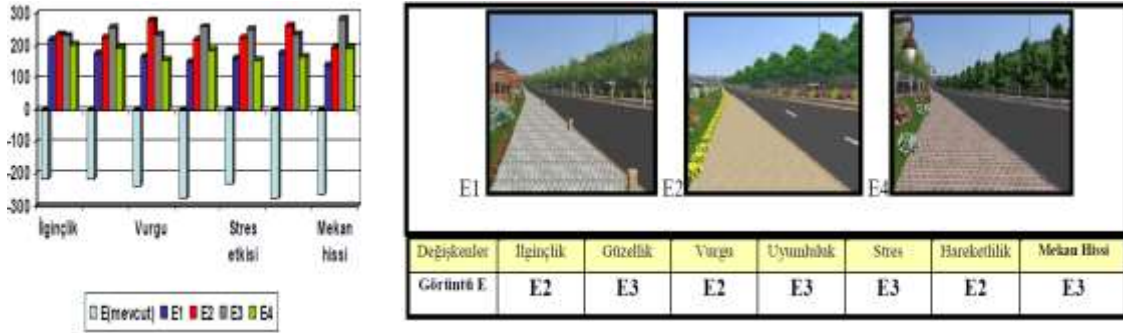 300
200
100
0
-100
-200
-300
İlginçlik Vurgu Stres etkisi Mekan hissi
E(mevcut) E1 E2 E3 E4
E1 E2 E4
Değişkenler İlginçlik Güzellik Vurgu Uyumluluk Stres Hareketlilik Mekan Hissi
Görüntü E E2 E3 E2 E3 E3 E2 E3